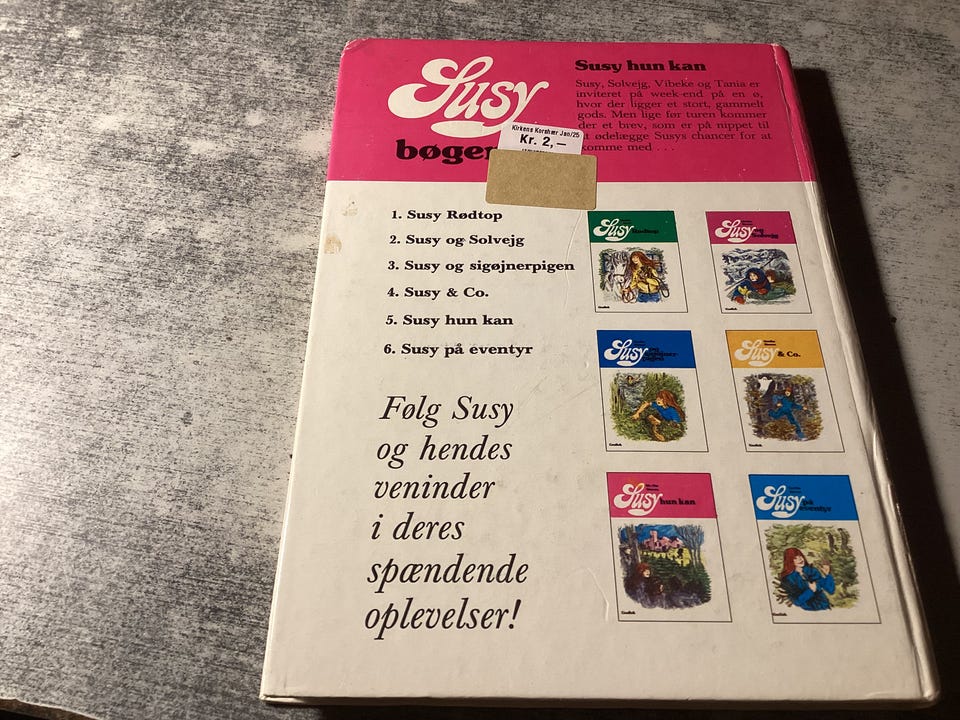 Susy
bøger
Susy hun kan
Susy, Solvejg, Vibeke og Tania er
inviteret på week-end på en ø,
hvor der ligger et stort, gammelt
gods. Men lige før turen kommer
der et brev, som er på nippet til
at ødelægge Susys chancer for at
komme med . . .
Kirkens Korshær Jan/25
Kr. 2,—
1. Susy Rødtop
2. Susy og Solvejg
3. Susy og sigøjnerpigen
4. Susy & Co.
5. Susy hun kan
6. Susy på eventyr
Følg Susy
og hendes
veninder
i deres
spændende
oplevelser!
Susy Rødtop
Susy og Solvejg
Susy og sigøjnerpigen
Susy & Co.
Susy hun kan
Susy på eventyr